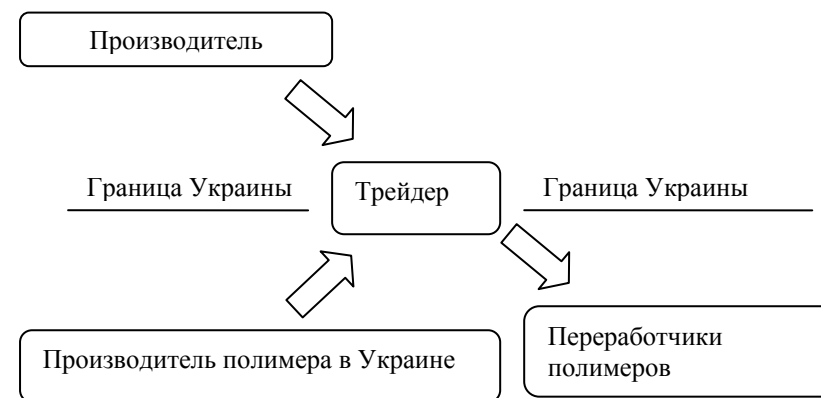 Производитель
Граница Украины
Трейдер
Граница Украины
Производитель полимера в Украине
Переработчики
полимеров